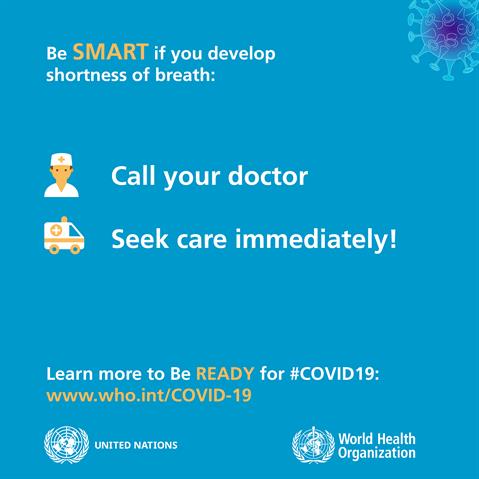 Be SMART if you develop
shortness of breath:
Call your doctor
Seek care immediately!
Learn more to Be READY for #COVID19:
www.who.int/COVID-19
UNITED NATIONS
World Health
Organization